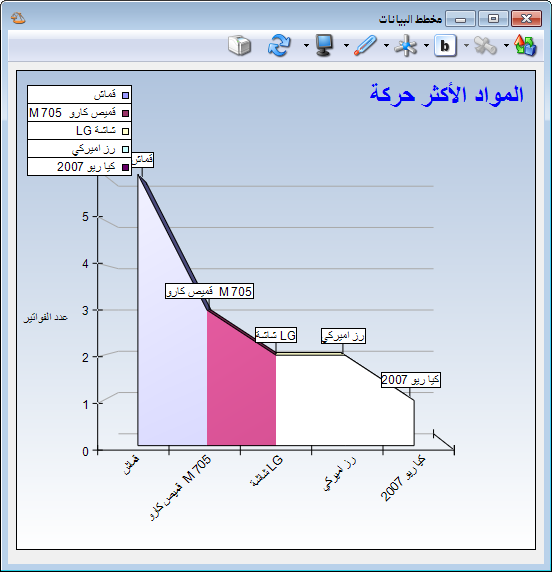 مخطط البيانات
b
المواد الأكثر حركة
قماش
قميص كارو M 705
شاشة LG
رز اميركي
كيا ريو 2007
قماش
قميص كارو M 705
شاشة LG
رز اميركي
كيا ريو 2007
عدد الفواتير
5
4
3
2
1
0
قماش
قميص كارو M 705
شاشة LG
رز اميركي
كيا ريو 2007